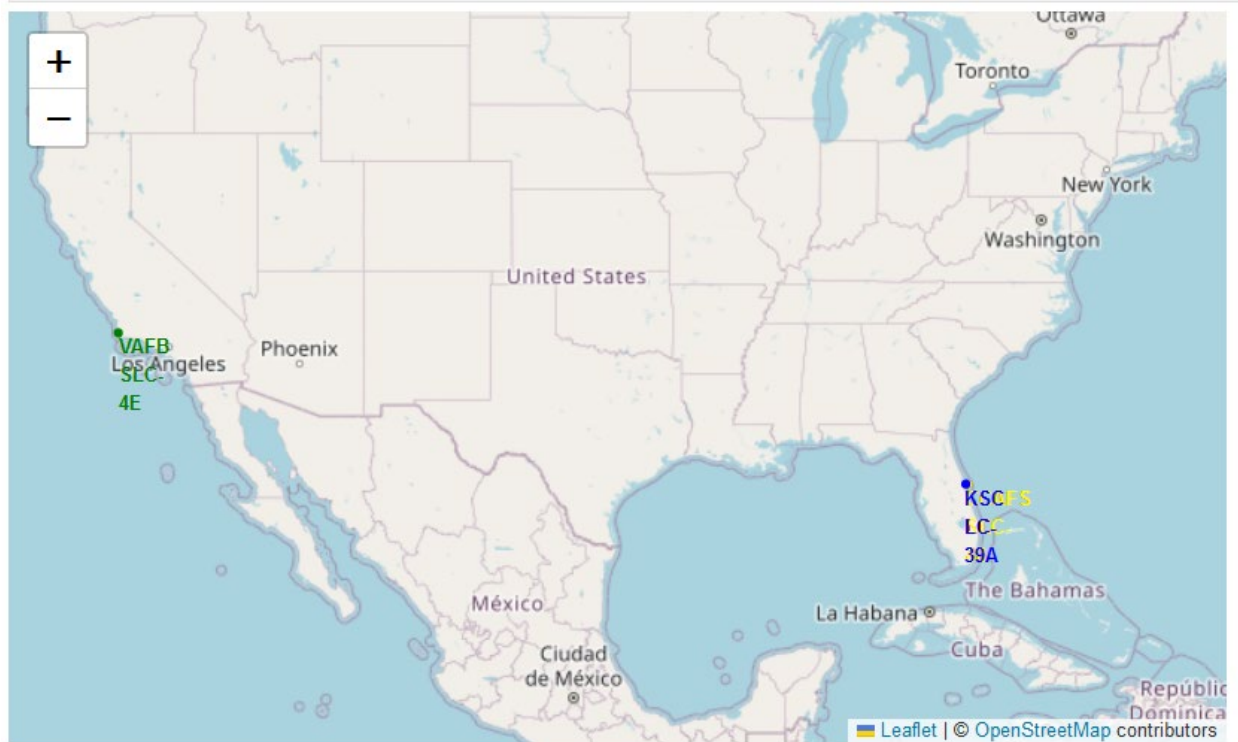 Ottawa
+
Toronto
−
New York
Washington
United States
VAFB
Los Angeles
Phoenix
SLC-
4E
KSC
LC-
39A
The Bahamas
México
La Habana
Ciudad
de México
Cuba
Repúblic
Dominica
Leaflet | © OpenStreetMap contributors